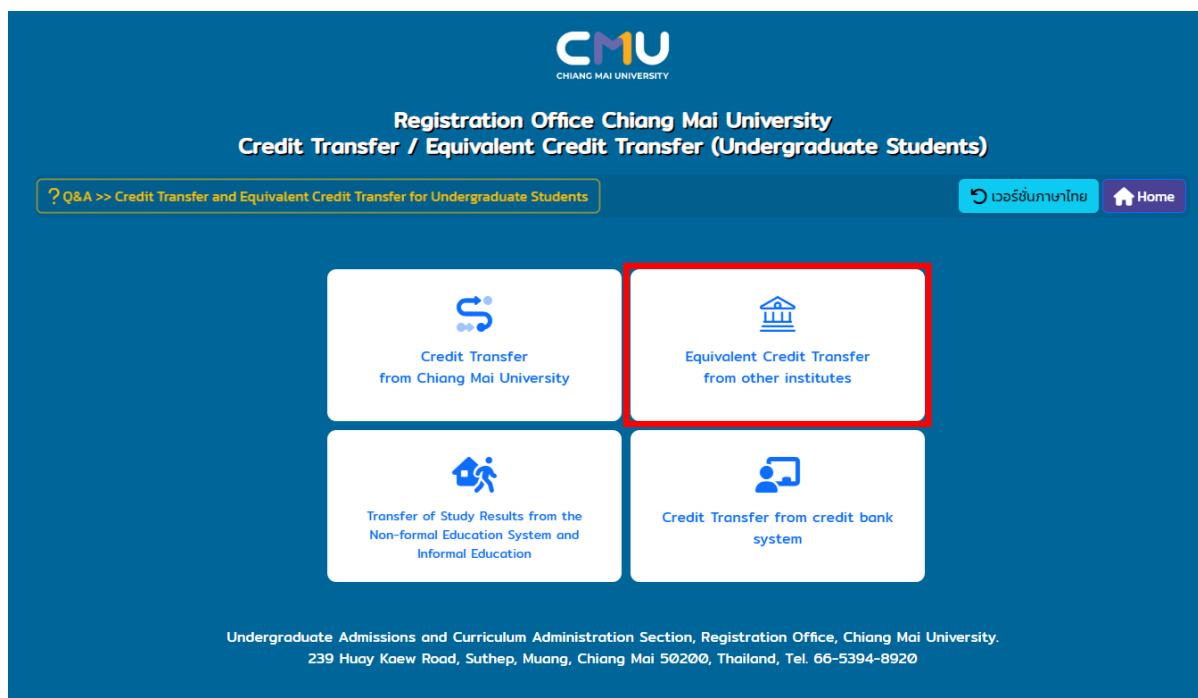 CMU
CHIANG MAI UNIVERSITY
Registration Office Chiang Mai University
Credit Transfer / Equivalent Credit Transfer (Undergraduate Students)
? Q&A >> Credit Transfer and Equivalent Credit Transfer for Undergraduate Students
เวอร์ชั่นภาษาไทย
Home
Credit Transfer
from Chiang Mai University
Equivalent Credit Transfer
from other institutes
Transfer of Study Results from the
Non-formal Education System and
Informal Education
Credit Transfer from credit bank
system
Undergraduate Admissions and Curriculum Administration Section, Registration Office, Chiang Mai University.
239 Huay Kaew Road, Suthep, Muang, Chiang Mai 50200, Thailand, Tel. 66-5394-8920